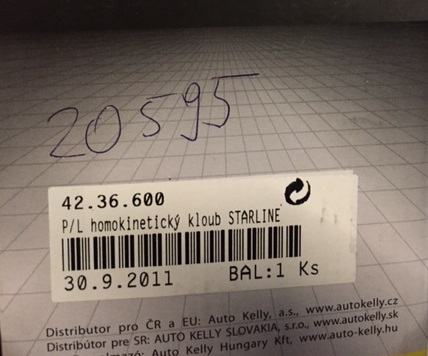 20595
42.36.600
P/L homokinetický kloub STARLINE
30.9.2011 BAL:1 Ks
Distributor pro ČR a EU: Auto Kelly, a.s., www.autokelly.cz
Distribútor pre SR: AUTO KELLY SLOVAKIA, s.r.o., www.autokelly.sk
Auto Kelly Hungary Kft, www.auto-kelly.hu